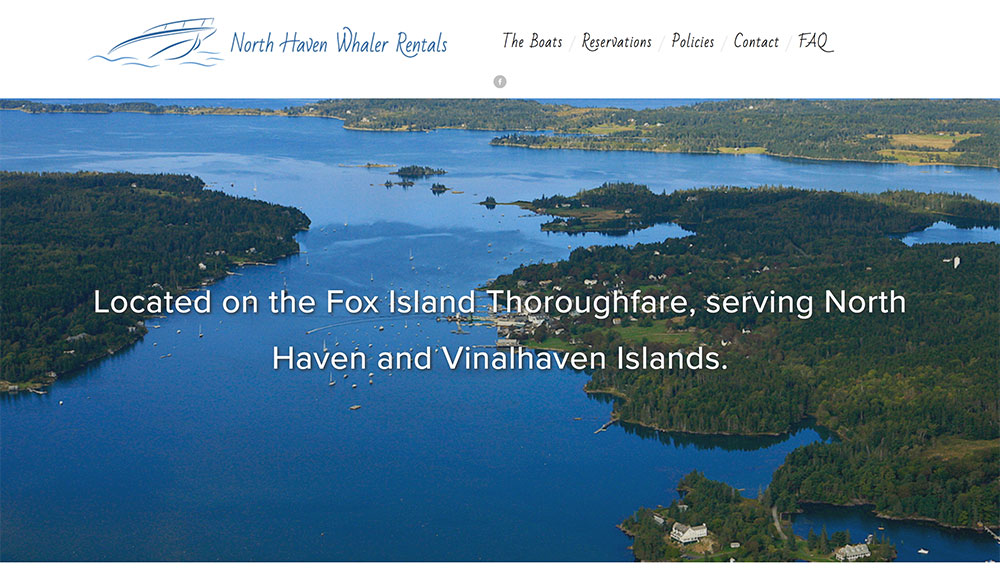 North Haven Whaler Rentals
The Boats / Reservations / Policies / Contact / FAQ
f
Located on the Fox Island Thoroughfare, serving North
Haven and Vinalhaven Islands.